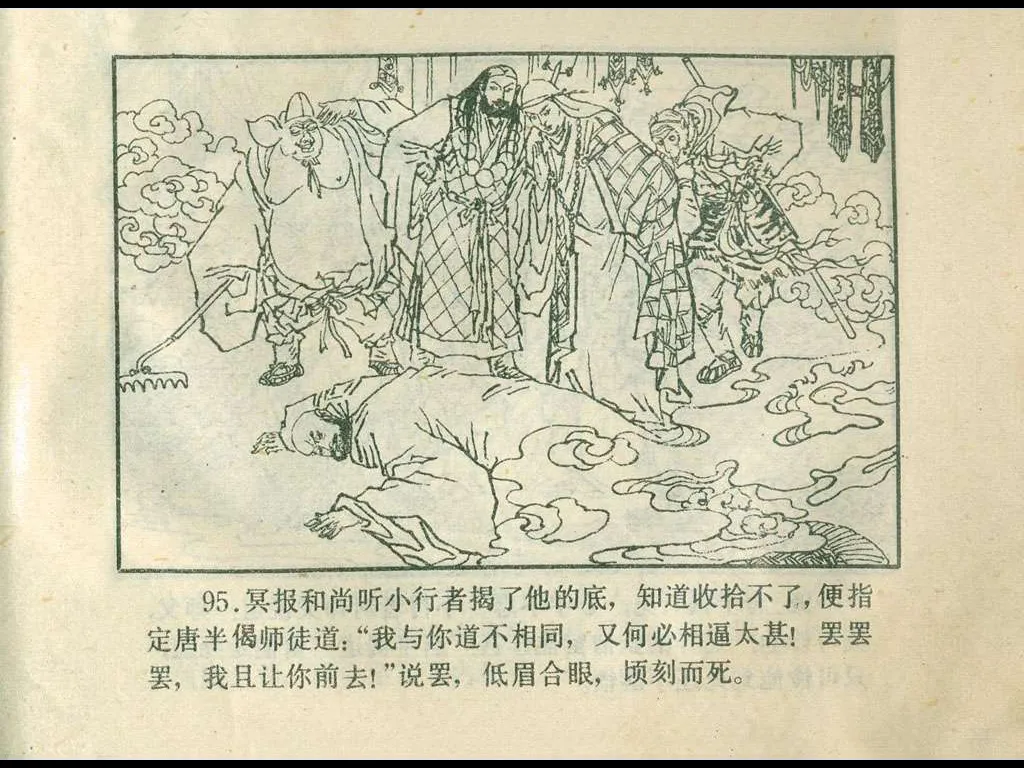 95.冥报和尚听小行者揭了他的底，知道收拾不了，便指
定唐半偈师徒道：“我与你道不相同，又何必相逼太甚！罢罢
罢，我且让你前去！”说罢，低眉合眼，顷刻而死。